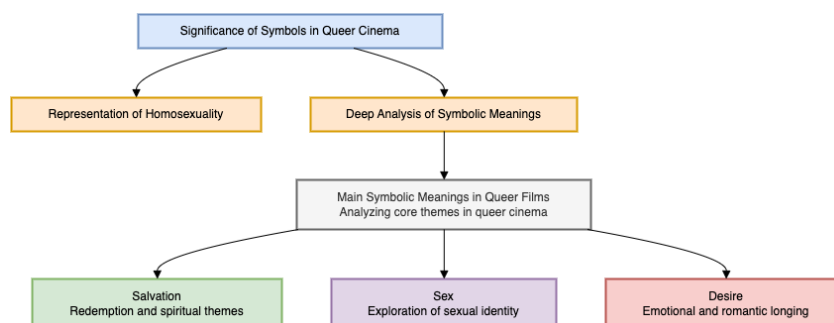 Significance of Symbols in Queer Cinema
Representation of Homosexuality
Deep Analysis of Symbolic Meanings
Main Symbolic Meanings in Queer Films
Analyzing core themes in queer cinema
Salvation
Redemption and spiritual themes
Sex
Exploration of sexual identity
Desire
Emotional and romantic longing